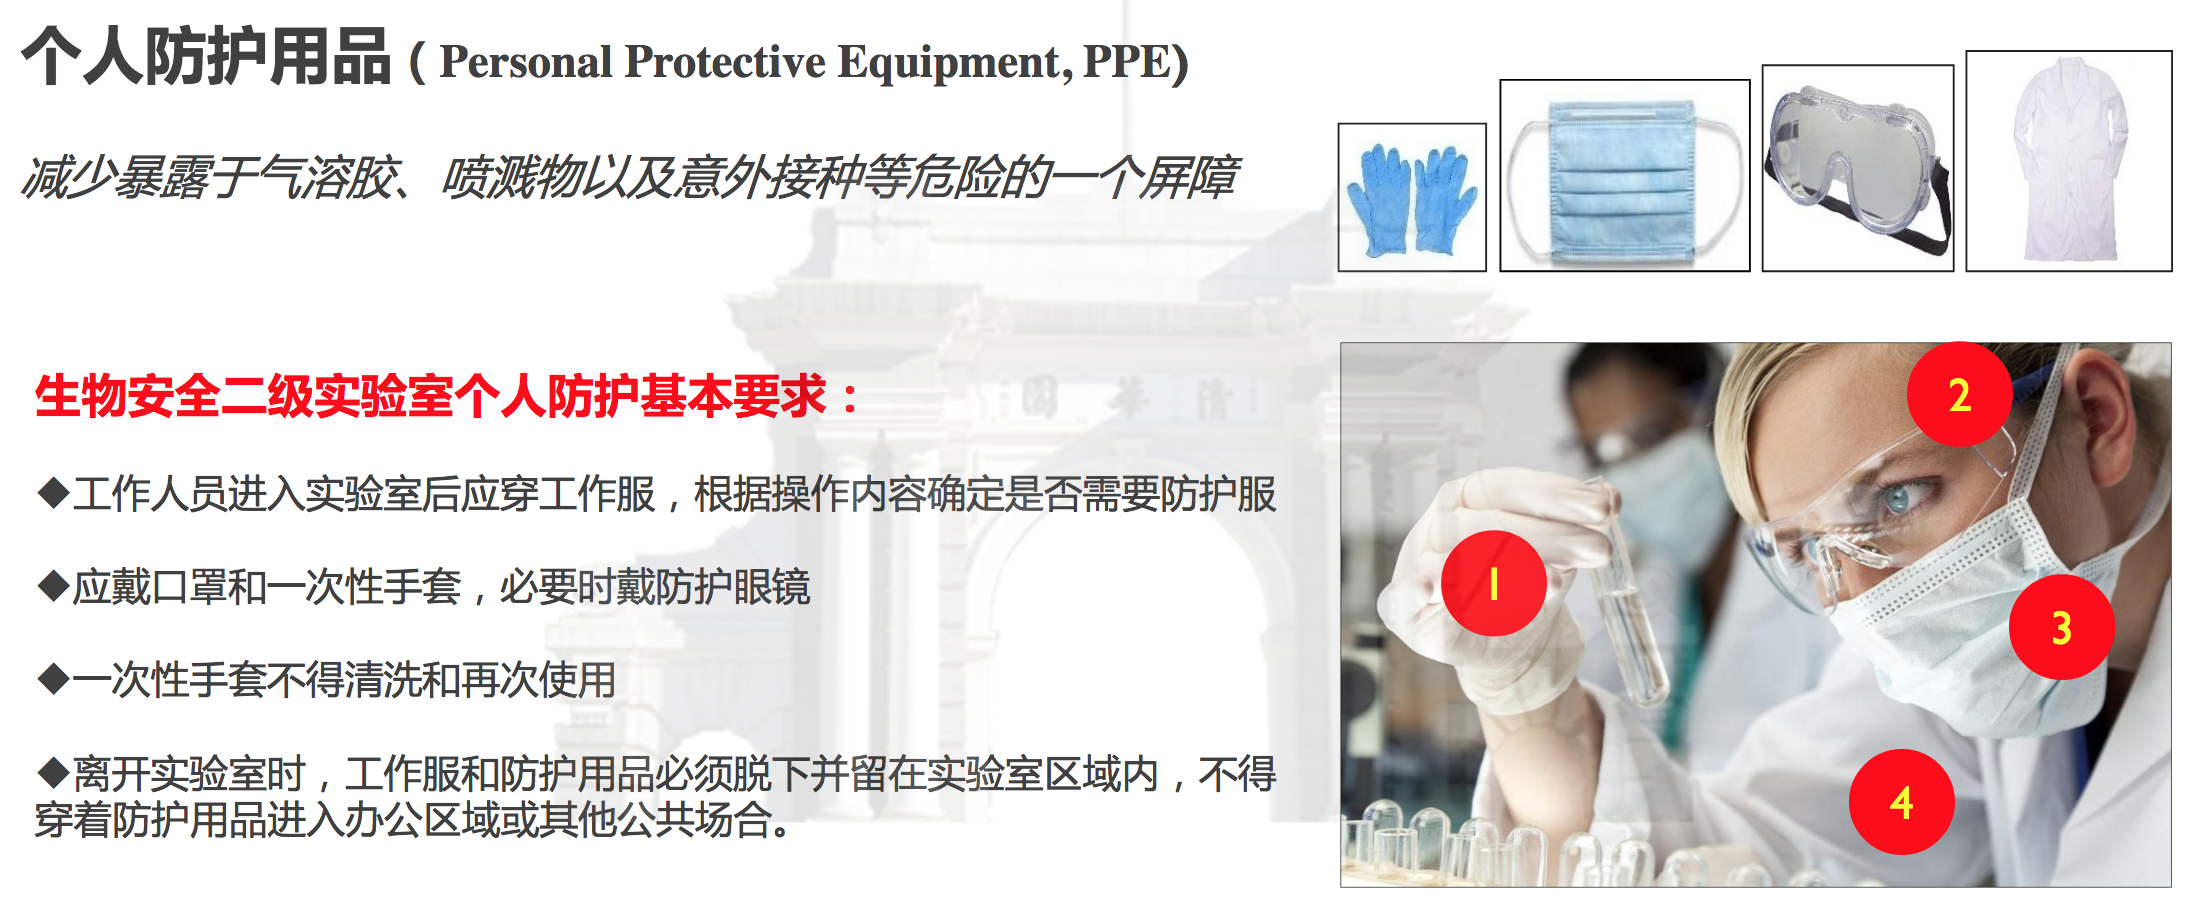 个人防护用品（Personal Protective Equipment, PPE)
减少暴露于气溶胶、喷溅物以及意外接种等危险的一个屏障
生物安全二级实验室个人防护基本要求：
◆工作人员进入实验室后应穿工作服，根据操作内容确定是否需要防护服
◆应戴口罩和一次性手套，必要时戴防护眼镜
◆一次性手套不得清洗和再次使用
◆离开实验室时，工作服和防护用品必须脱下并留在实验室区域内，不得
穿着防护用品进入办公区域或其他公共场合。
園 華 清
2
1
3
4